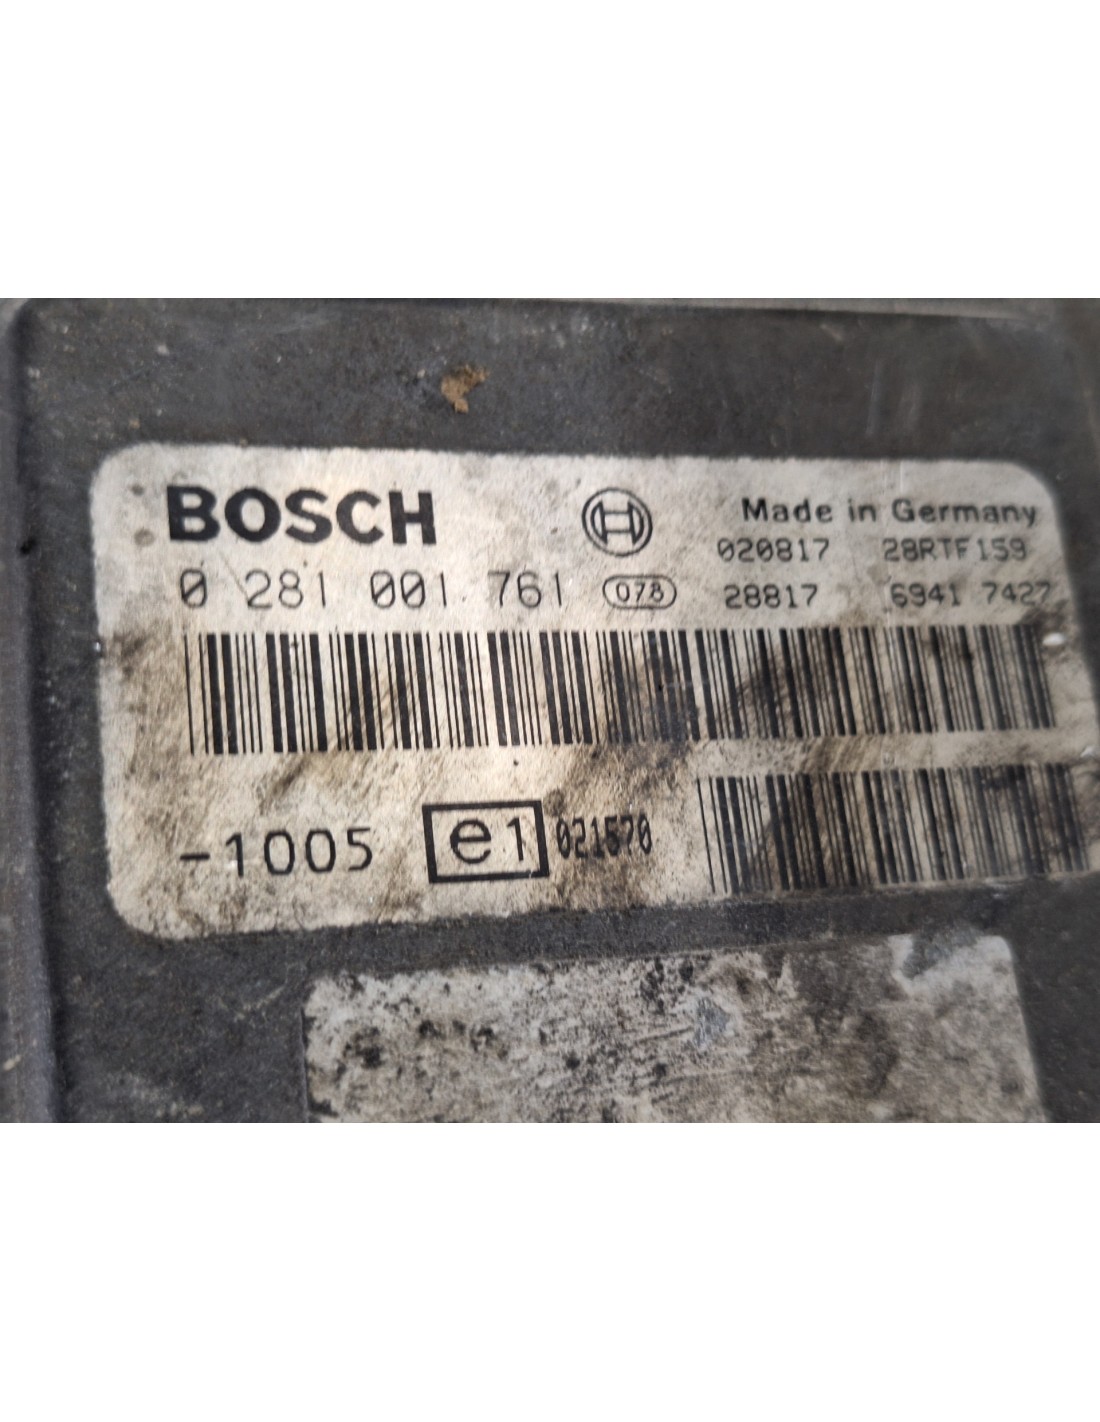 BOSCH
Made in Germany
020817 28RTF159
0 281 001 761 078 28817 6941 7427
-1005 e1 021570